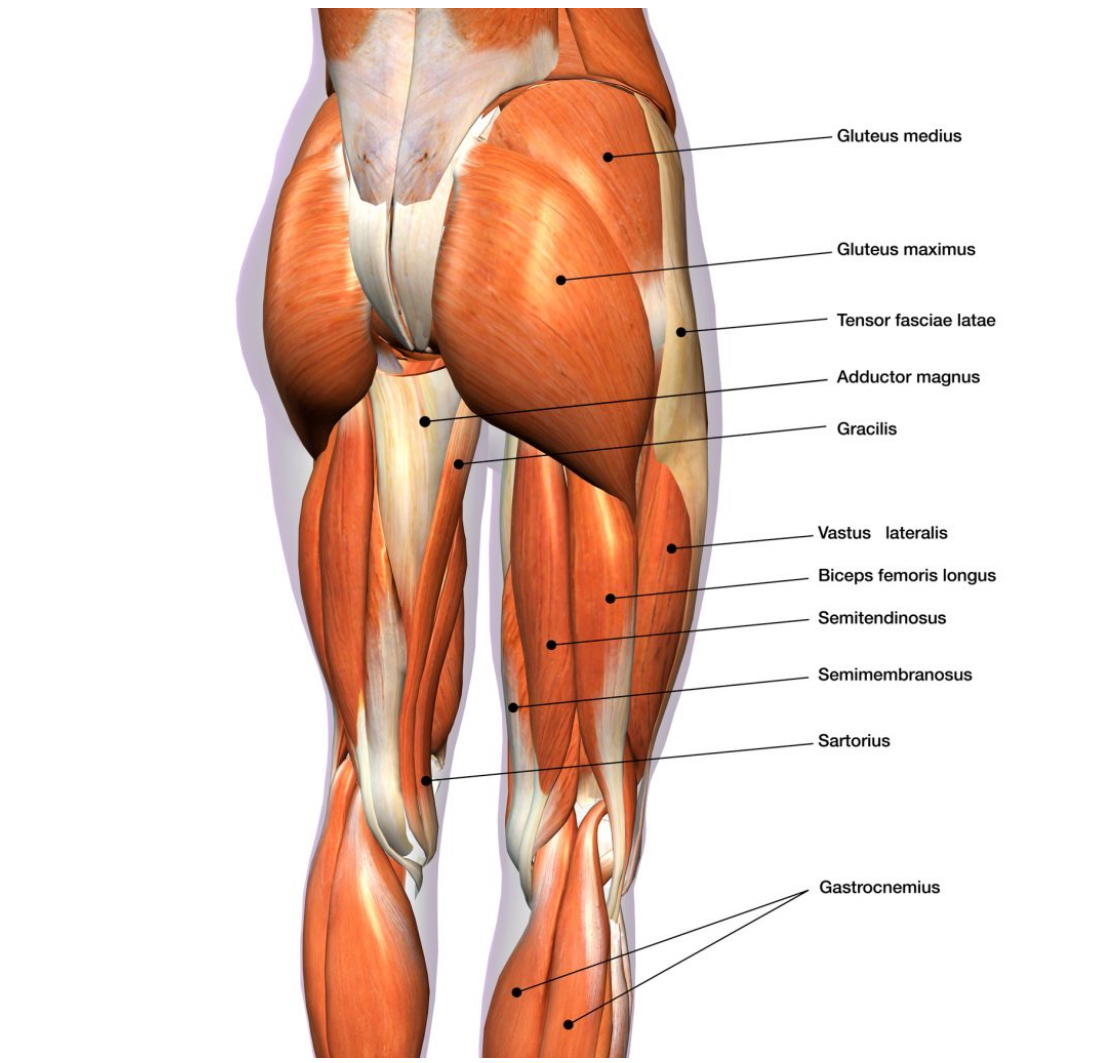 Gluteus medius
Gluteus maximus
Tensor fasciae latae
Adductor magnus
Gracilis
Vastus lateralis
Biceps femoris longus
Semitendinosus
Semimembranosus
Sartorius
Gastrocnemius